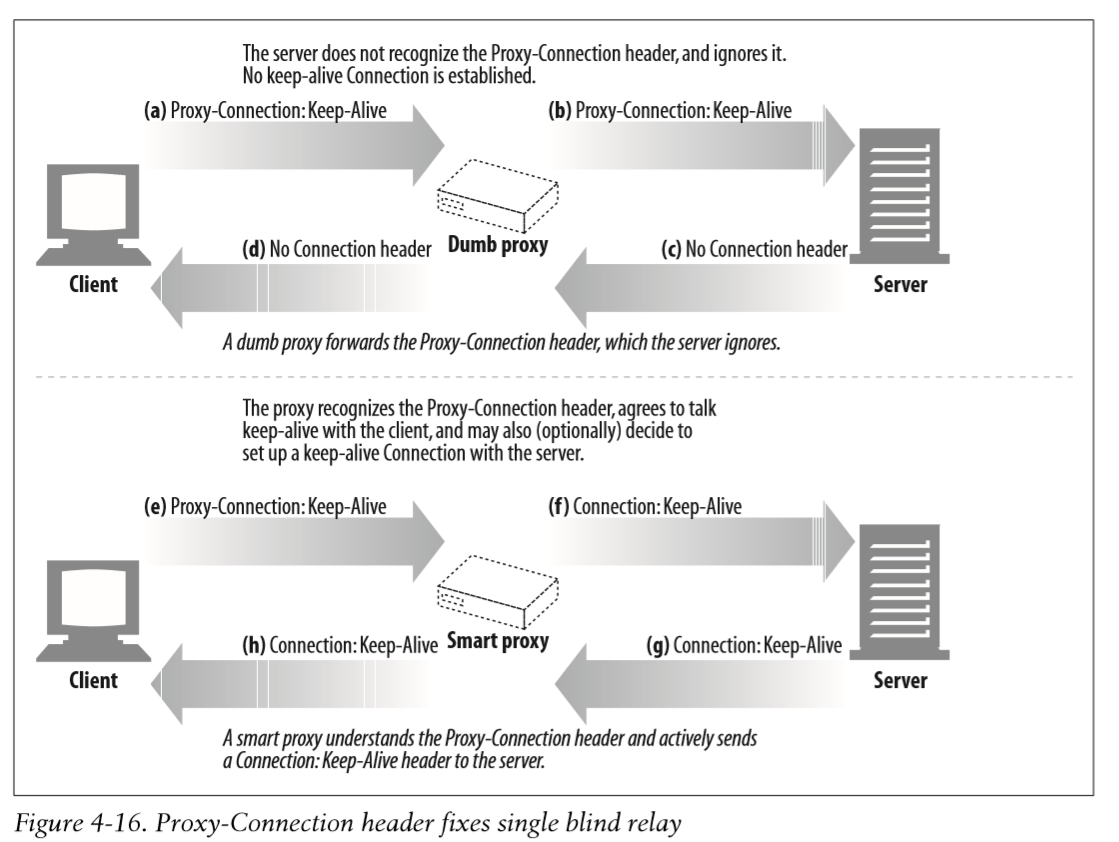 The server does not recognize the Proxy-Connection header, and ignores it.
No keep-alive Connection is established.
(a) Proxy-Connection: Keep-Alive
(b) Proxy-Connection: Keep-Alive
Dumb proxy
(d) No Connection header
(c) No Connection header
Client
Server
A dumb proxy forwards the Proxy-Connection header, which the server ignores.
The proxy recognizes the Proxy-Connection header, agrees to talk
keep-alive with the client, and may also (optionally) decide to
set up a keep-alive Connection with the server.
(e) Proxy-Connection: Keep-Alive
(f) Connection: Keep-Alive
Smart proxy
(h) Connection: Keep-Alive
(g) Connection: Keep-Alive
Client
Server
A smart proxy understands the Proxy-Connection header and actively sends
a Connection: Keep-Alive header to the server.
Figure 4-16. Proxy-Connection header fixes single blind relay